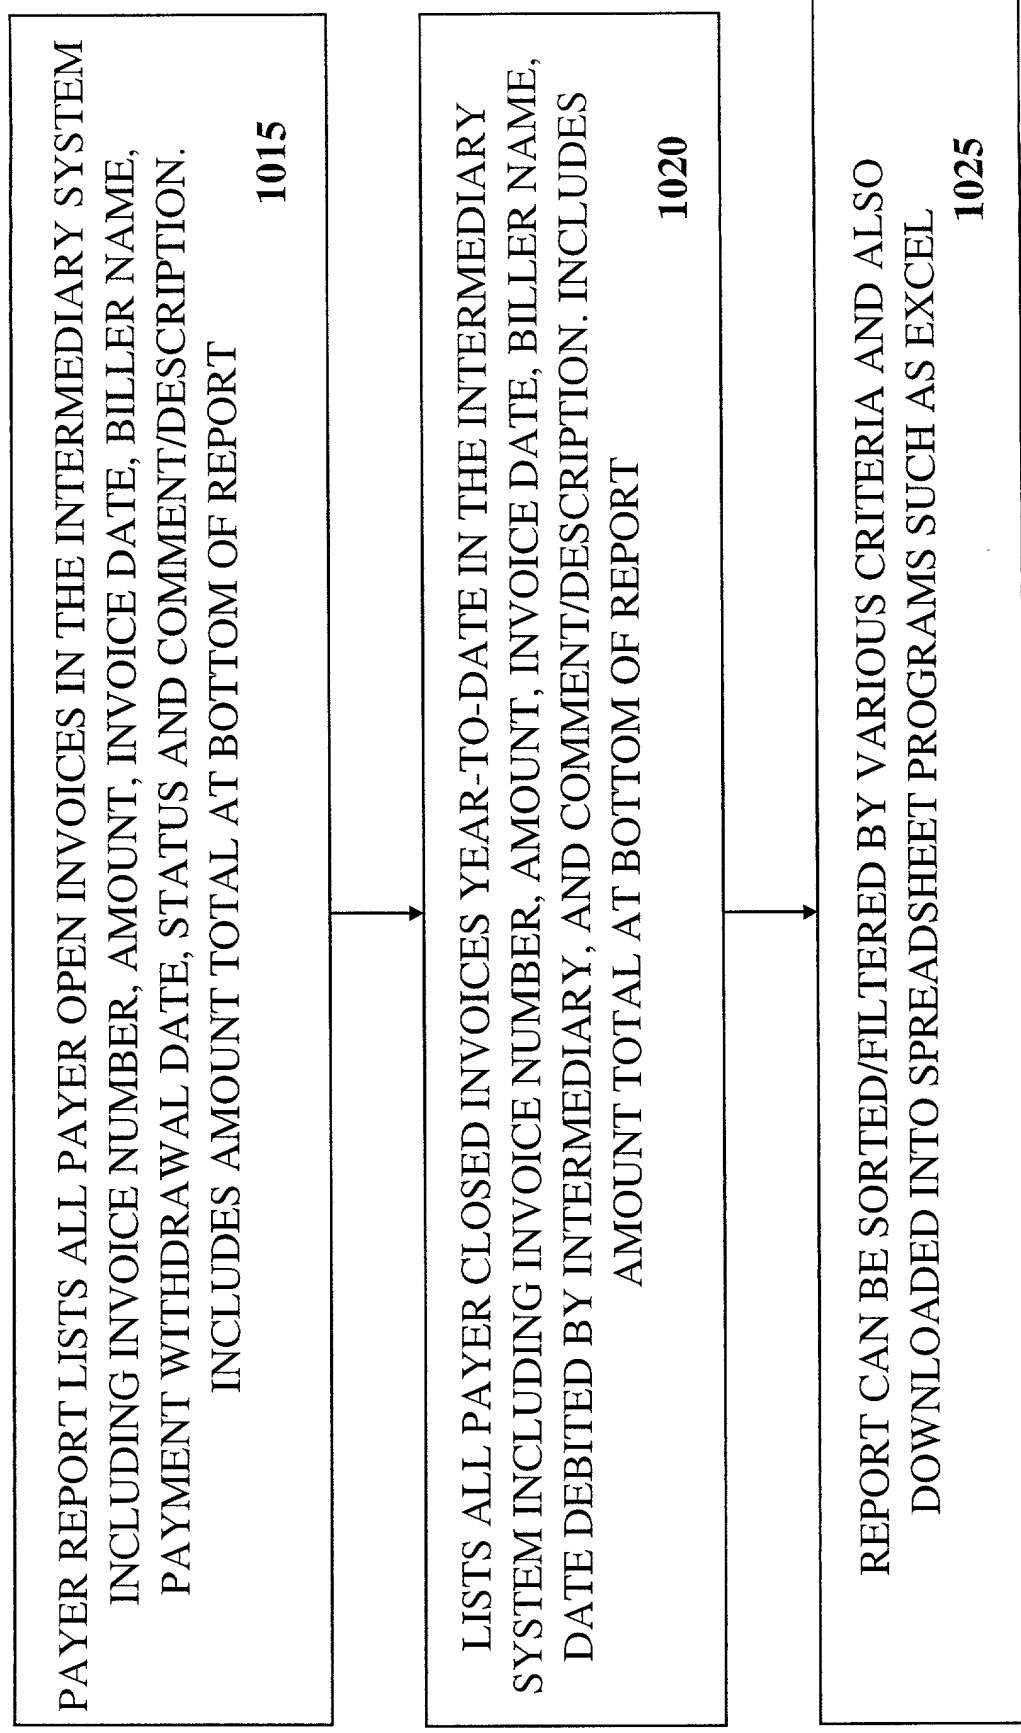 PAYER REPORT LISTS ALL PAYER OPEN INVOICES IN THE INTERMEDIARY SYSTEM
INCLUDING INVOICE NUMBER, AMOUNT, INVOICE DATE, BILLER NAME,
PAYMENT WITHDRAWAL DATE, STATUS AND COMMENT/DESCRIPTION.
INCLUDES AMOUNT TOTAL AT BOTTOM OF REPORT
1015
LISTS ALL PAYER CLOSED INVOICES YEAR-TO-DATE IN THE INTERMEDIARY
SYSTEM INCLUDING INVOICE NUMBER, AMOUNT, INVOICE DATE, BILLER NAME,
DATE DEBITED BY INTERMEDIARY, AND COMMENT/DESCRIPTION. INCLUDES
AMOUNT TOTAL AT BOTTOM OF REPORT
1020
REPORT CAN BE SORTED/FILTERED BY VARIOUS CRITERIA AND ALSO
DOWNLOADED INTO SPREADSHEET PROGRAMS SUCH AS EXCEL
1025